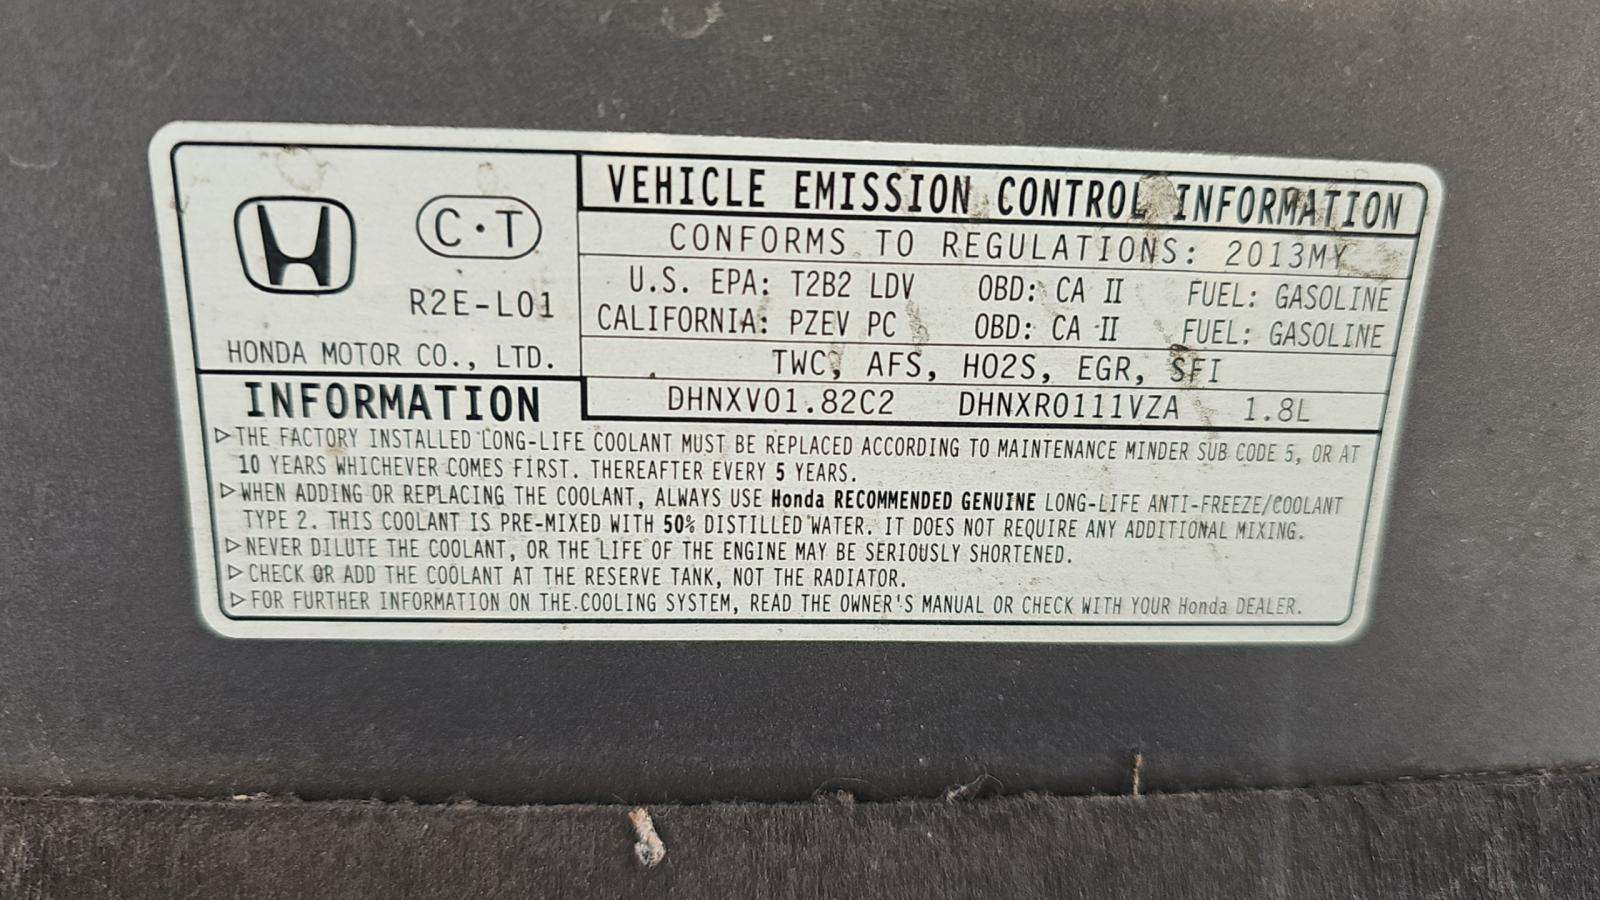 C·T
R2E-L01
HONDA MOTOR CO., LTD.
VEHICLE EMISSION CONTROL INFORMATION
CONFORMS TO REGULATIONS: 2013MY
U.S. EPA: T2B2 LDV OBD: CA II FUEL: GASOLINE
CALIFORNIA: PZEV PC OBD: CA II FUEL: GASOLINE
TWC, AFS, HO2S, EGR, SFI
DHNXV01.82C2 DHNXR0111VZA 1.8L
INFORMATION
▷THE FACTORY INSTALLED LONG-LIFE COOLANT MUST BE REPLACED ACCORDING TO MAINTENANCE MINDER SUB CODE 5, OR AT
10 YEARS WHICHEVER COMES FIRST. THEREAFTER EVERY 5 YEARS.
▷WHEN ADDING OR REPLACING THE COOLANT, ALWAYS USE Honda RECOMMENDED GENUINE LONG-LIFE ANTI-FREEZE/COOLANT
TYPE 2. THIS COOLANT IS PRE-MIXED WITH 50% DISTILLED WATER. IT DOES NOT REQUIRE ANY ADDITIONAL MIXING.
▷NEVER DILUTE THE COOLANT, OR THE LIFE OF THE ENGINE MAY BE SERIOUSLY SHORTENED.
▷CHECK OR ADD THE COOLANT AT THE RESERVE TANK, NOT THE RADIATOR.
▷FOR FURTHER INFORMATION ON THE COOLING SYSTEM, READ THE OWNER'S MANUAL OR CHECK WITH YOUR Honda DEALER.